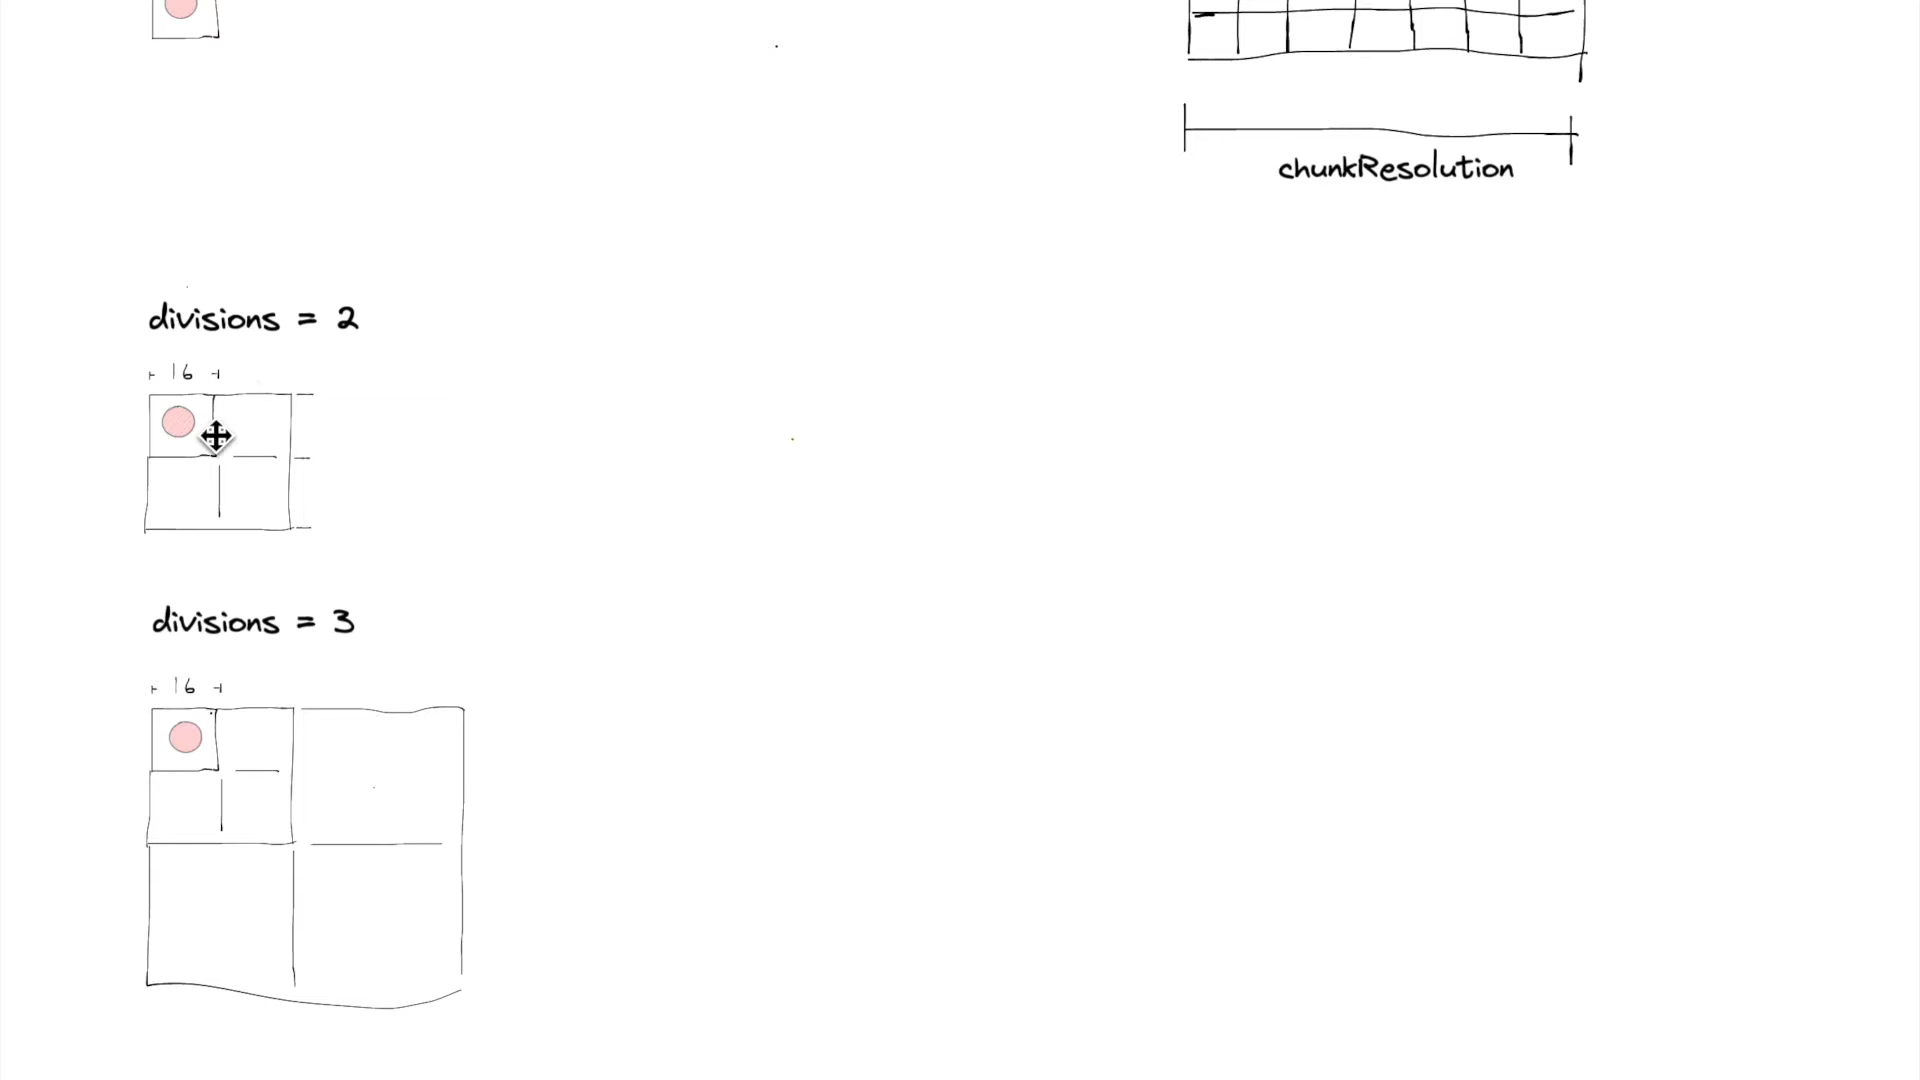 chunkResolution
divisions = 2
16
divisions = 3
16